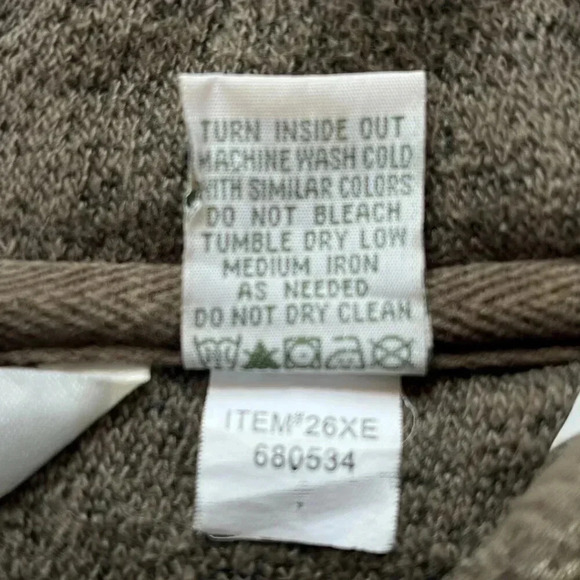 TURN INSIDE OUT
MACHINE WASH COLD
WITH SIMILAR COLORS
DO NOT BLEACH
TUMBLE DRY LOW
MEDIUM IRON
AS NEEDED
DO NOT DRY CLEAN
ITEM#26XE
680534